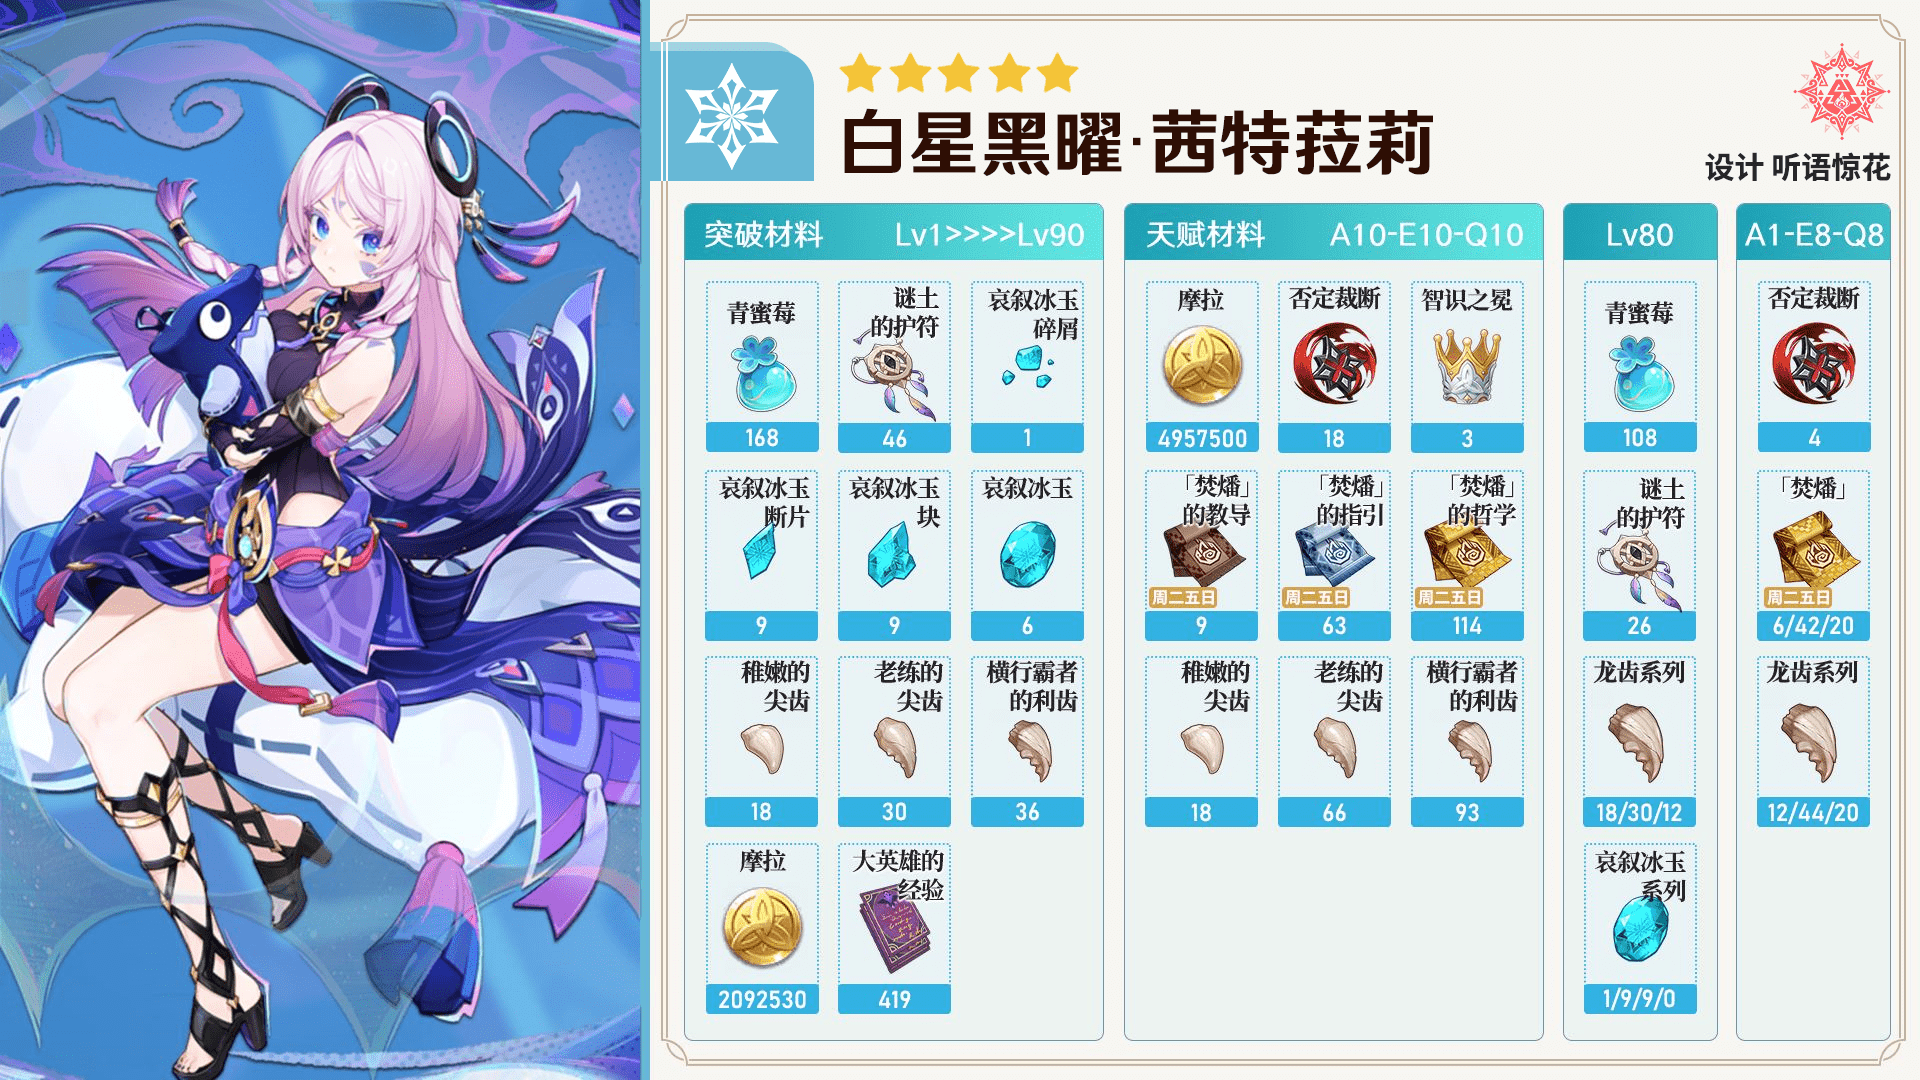 白星黑曜·茜特菈莉
设计 听语惊花
突破材料 Lv1>>>>Lv90
青蜜莓
168
谜土
的护符
46
哀叙冰玉
碎屑
1
哀叙冰玉
断片
9
哀叙冰玉
块
9
哀叙冰玉
6
稚嫩的
尖齿
18
老练的
尖齿
30
横行霸者
的利齿
36
摩拉
2092530
大英雄的
经验
419
天赋材料 A10-E10-Q10
摩拉
4957500
否定裁断
18
智识之冕
3
「焚燔」
的教导
周二五日
9
「焚燔」
的指引
周二五日
63
「焚燔」
的哲学
周二五日
114
稚嫩的
尖齿
18
老练的
尖齿
66
横行霸者
的利齿
93
Lv80
青蜜莓
108
谜土
的护符
26
龙齿系列
18/30/12
哀叙冰玉
系列
1/9/9/0
A1-E8-Q8
否定裁断
4
「焚燔」
周二五日
6/42/20
龙齿系列
12/44/20